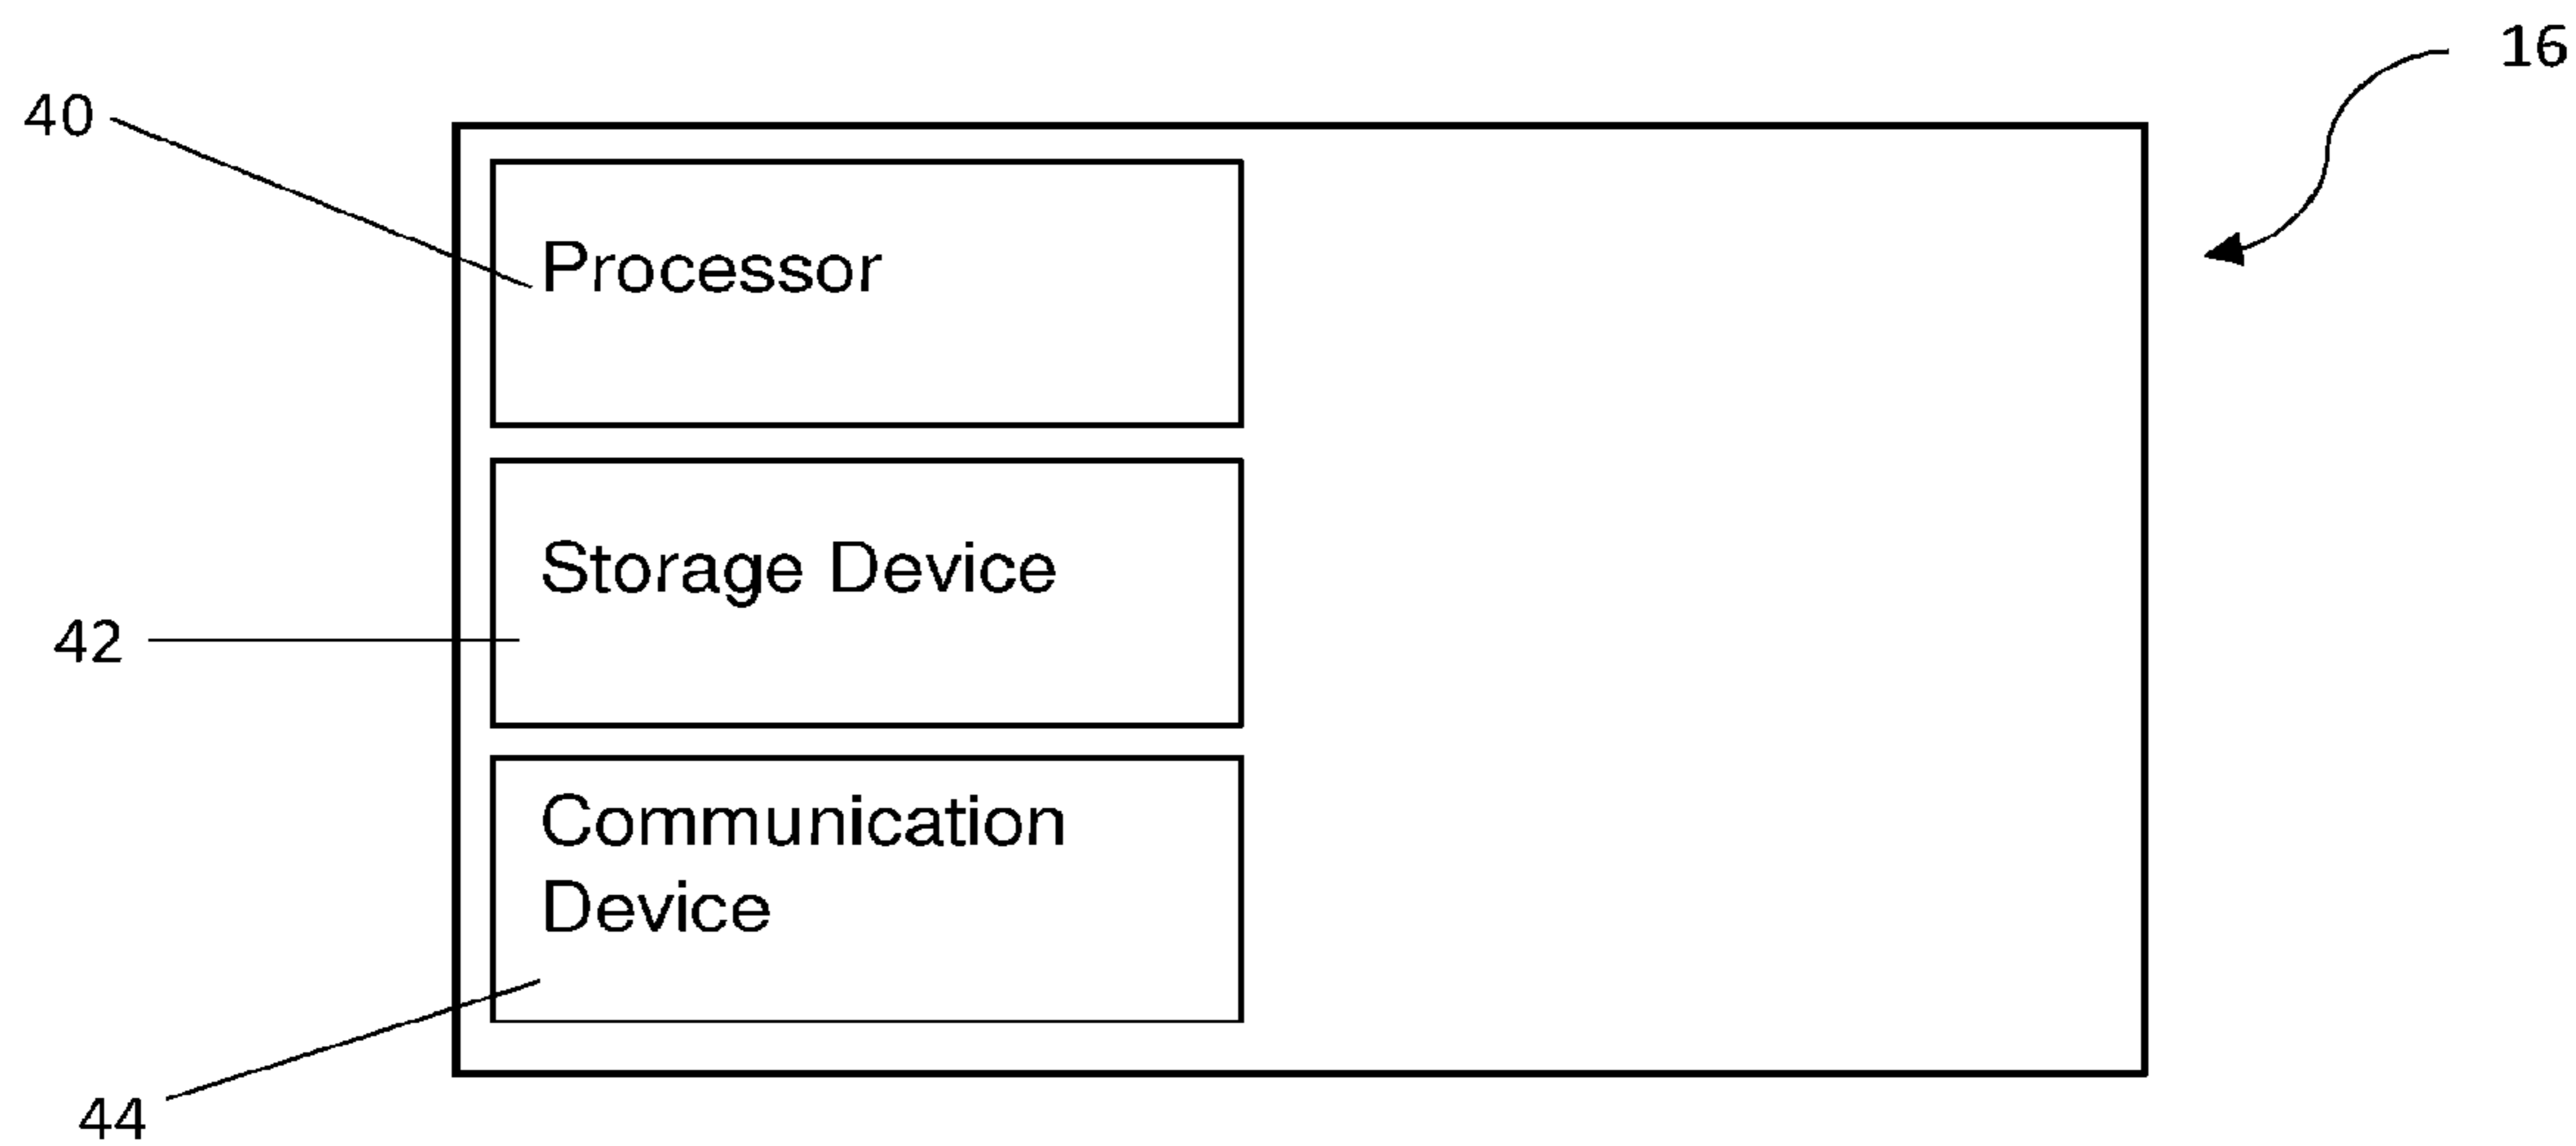 16
40
Processor
Storage Device
42
Communication
Device
44